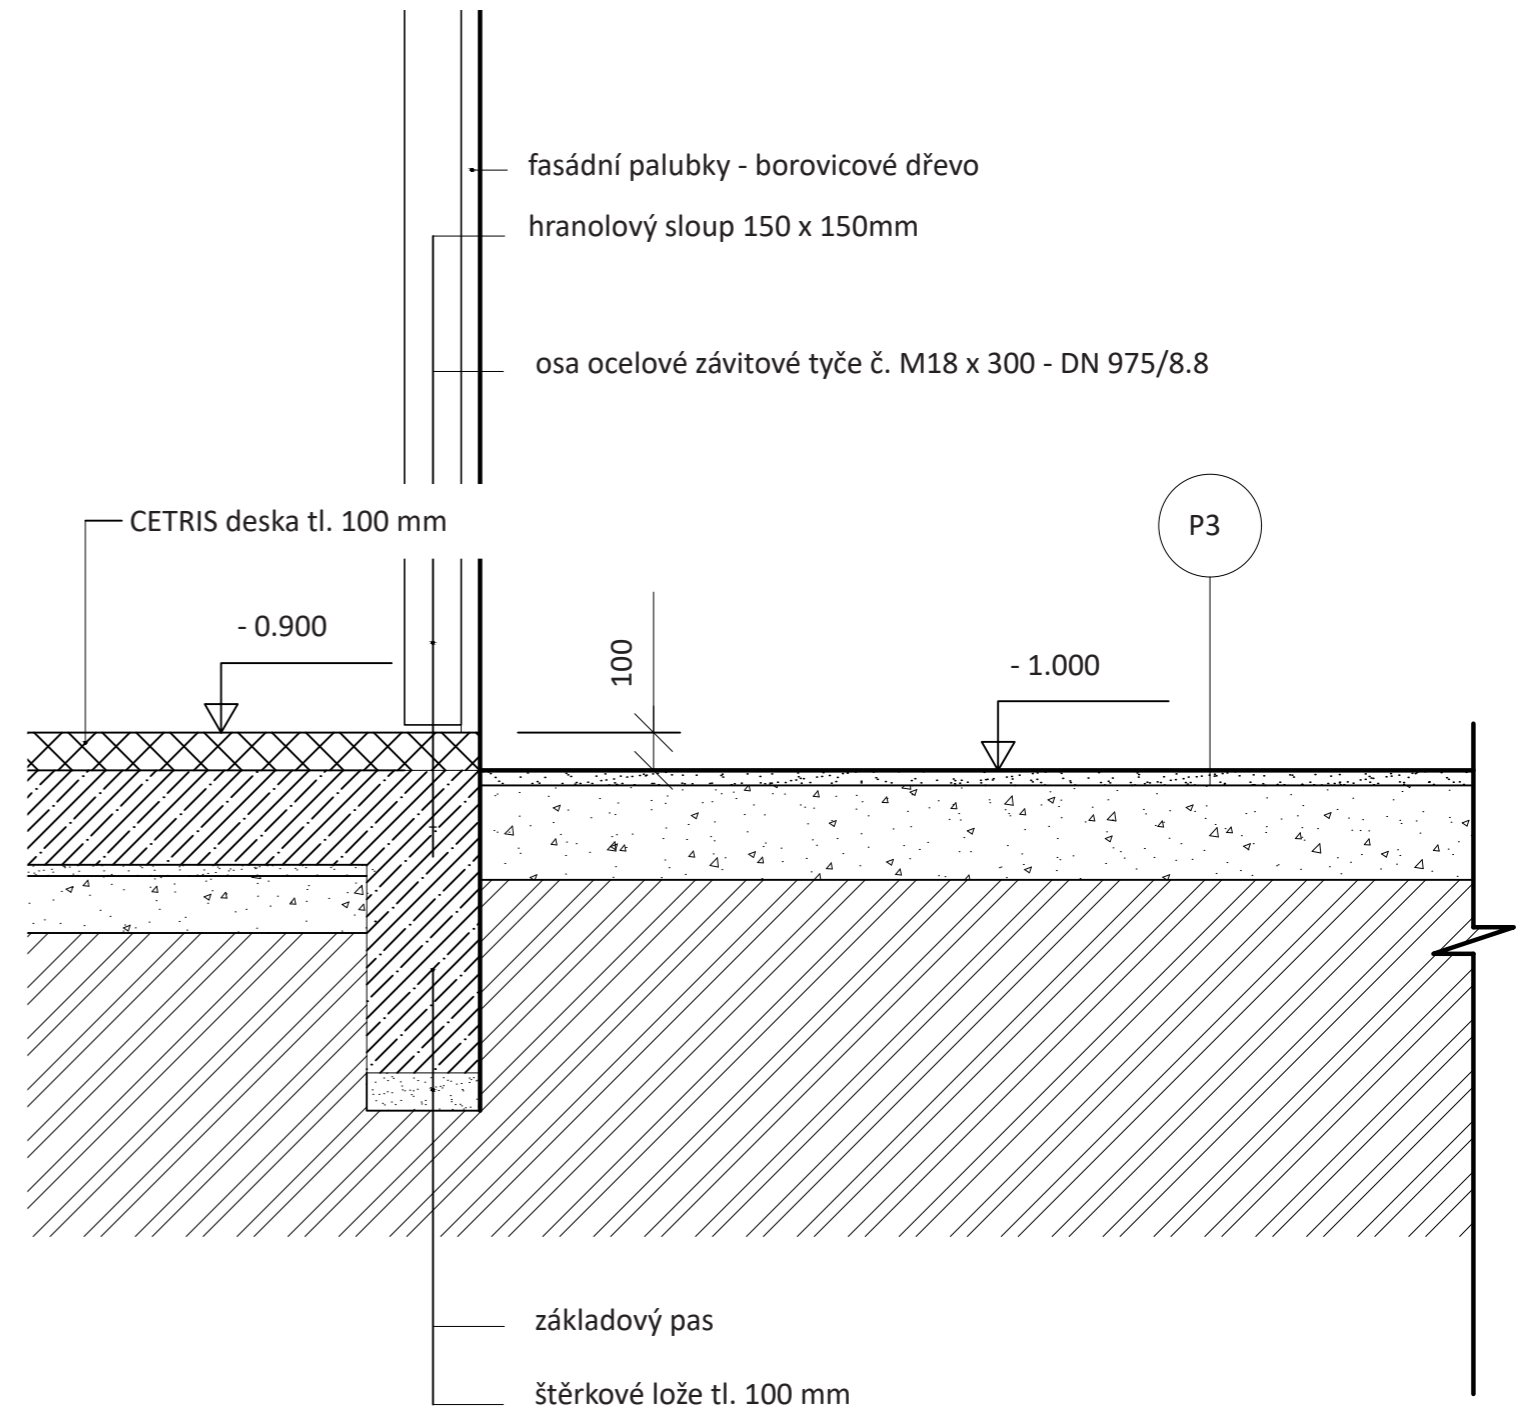 fasádní palubky - borovicové dřevo
hranolový sloup 150 x 150mm
osa ocelové závitové tyče č. M18 x 300 - DN 975/8.8
CETRIS deska tl. 100 mm
P3
- 0.900
100
- 1.000
základový pas
štěrkové lože tl. 100 mm